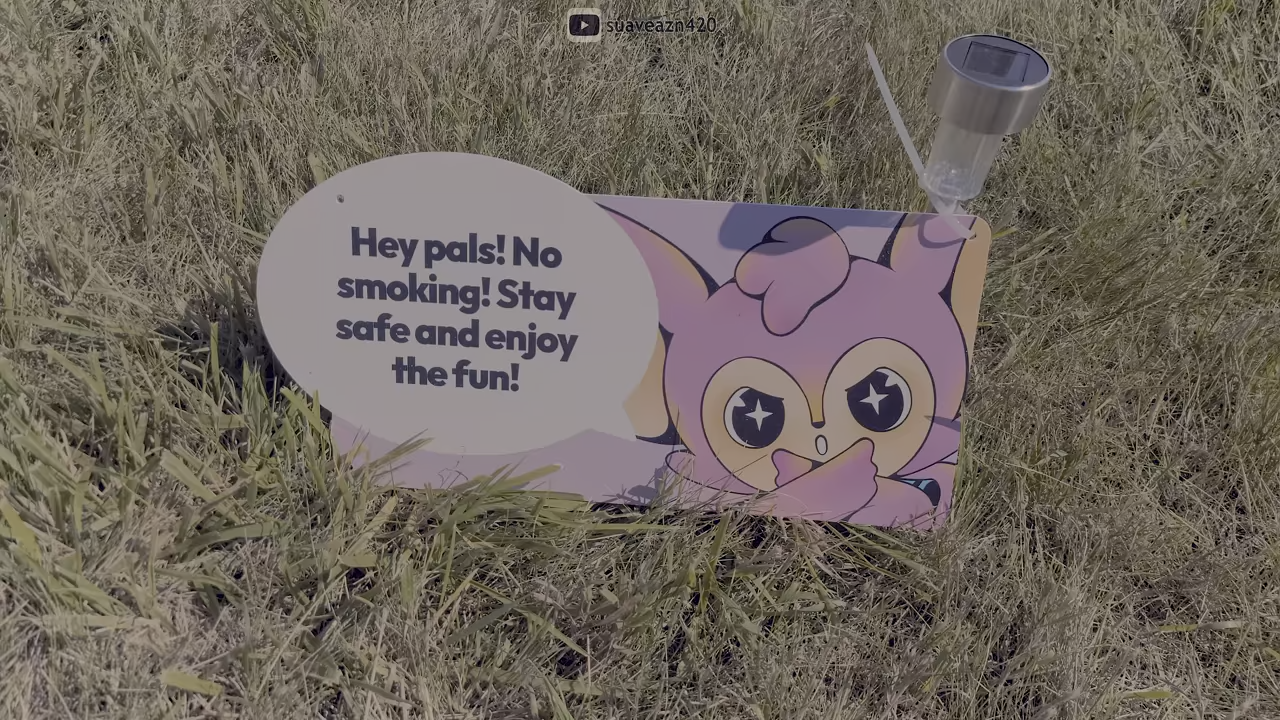 suaveazn420
Hey pals! No
smoking! Stay
safe and enjoy
the fun!